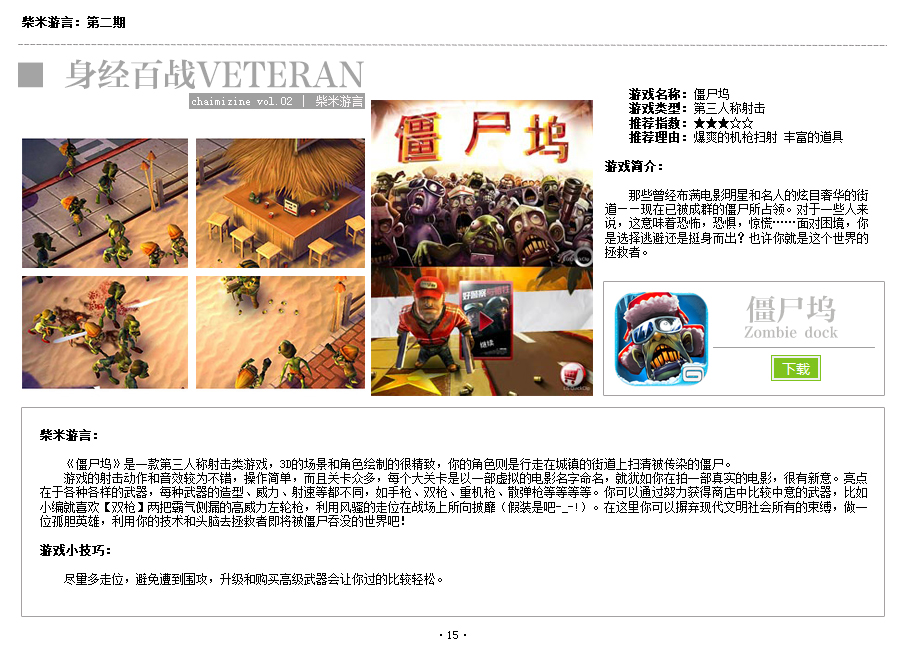 柴米游言：第二期
身经百战VETERAN
chaimizine vol.02 | 柴米游言
僵尸坞
好警察
继续
游戏名称：僵尸坞
游戏类型：第三人称射击
推荐指数：★★★☆☆
推荐理由：爆爽的机枪扫射 丰富的道具
游戏简介：
那些曾经布满电影明星和名人的炫目奢华的街
道——现在已被成群的僵尸所占领。对于一些人来
说，这意味着恐怖，恐惧，惊慌……面对困境，你
是选择逃避还是挺身而出？也许你就是这个世界的
拯救者。
僵尸坞
Zombie dock
下载
柴米游言：
《僵尸坞》是一款第三人称射击类游戏，3D的场景和角色绘制的很精致，你的角色则是行走在城镇的街道上扫清被传染的僵尸。
游戏的射击动作和音效较为不错，操作简单，而且关卡众多，每个大关卡是以一部虚拟的电影名字命名，就犹如你在拍一部真实的电影，很有新意。亮点
在于各种各样的武器，每种武器的造型、威力、射速等都不同，如手枪、双枪、重机枪、散弹枪等等等等。你可以通过努力获得商店中比较中意的武器，比如
小编就喜欢【双枪】两把霸气侧漏的高威力左轮枪，利用风骚的走位在战场上所向披靡（假装是吧-_-!）。在这里你可以摒弃现代文明社会所有的束缚，做一
位孤胆英雄，利用你的技术和头脑去拯救者即将被僵尸吞没的世界吧！
游戏小技巧：
尽里多走位，避免遭到围攻，升级和购买高级武器会让你过的比较轻松。
·15·